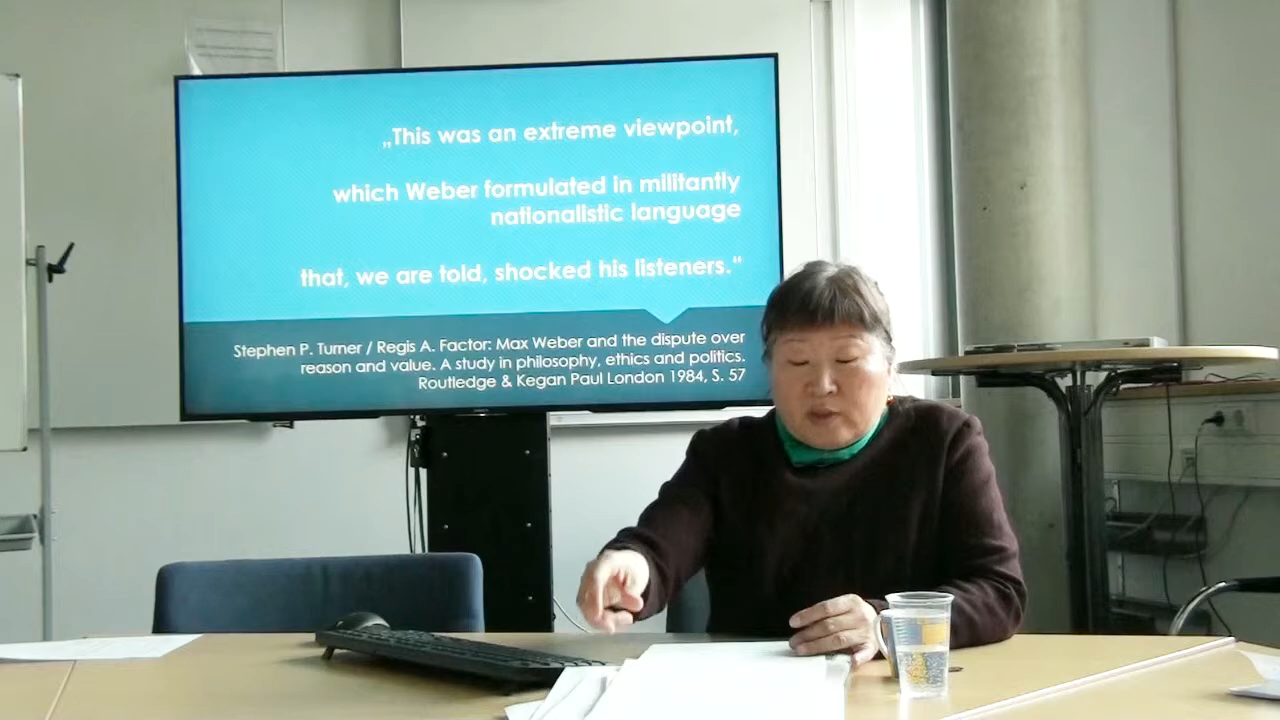 „This was an extreme viewpoint,
which Weber formulated in militantly
nationalistic language
that, we are told, shocked his listeners.“
Stephen P. Turner / Regis A. Factor: Max Weber and the dispute over
reason and value. A study in philosophy, ethics and politics.
Routledge & Kegan Paul London 1984, S. 57